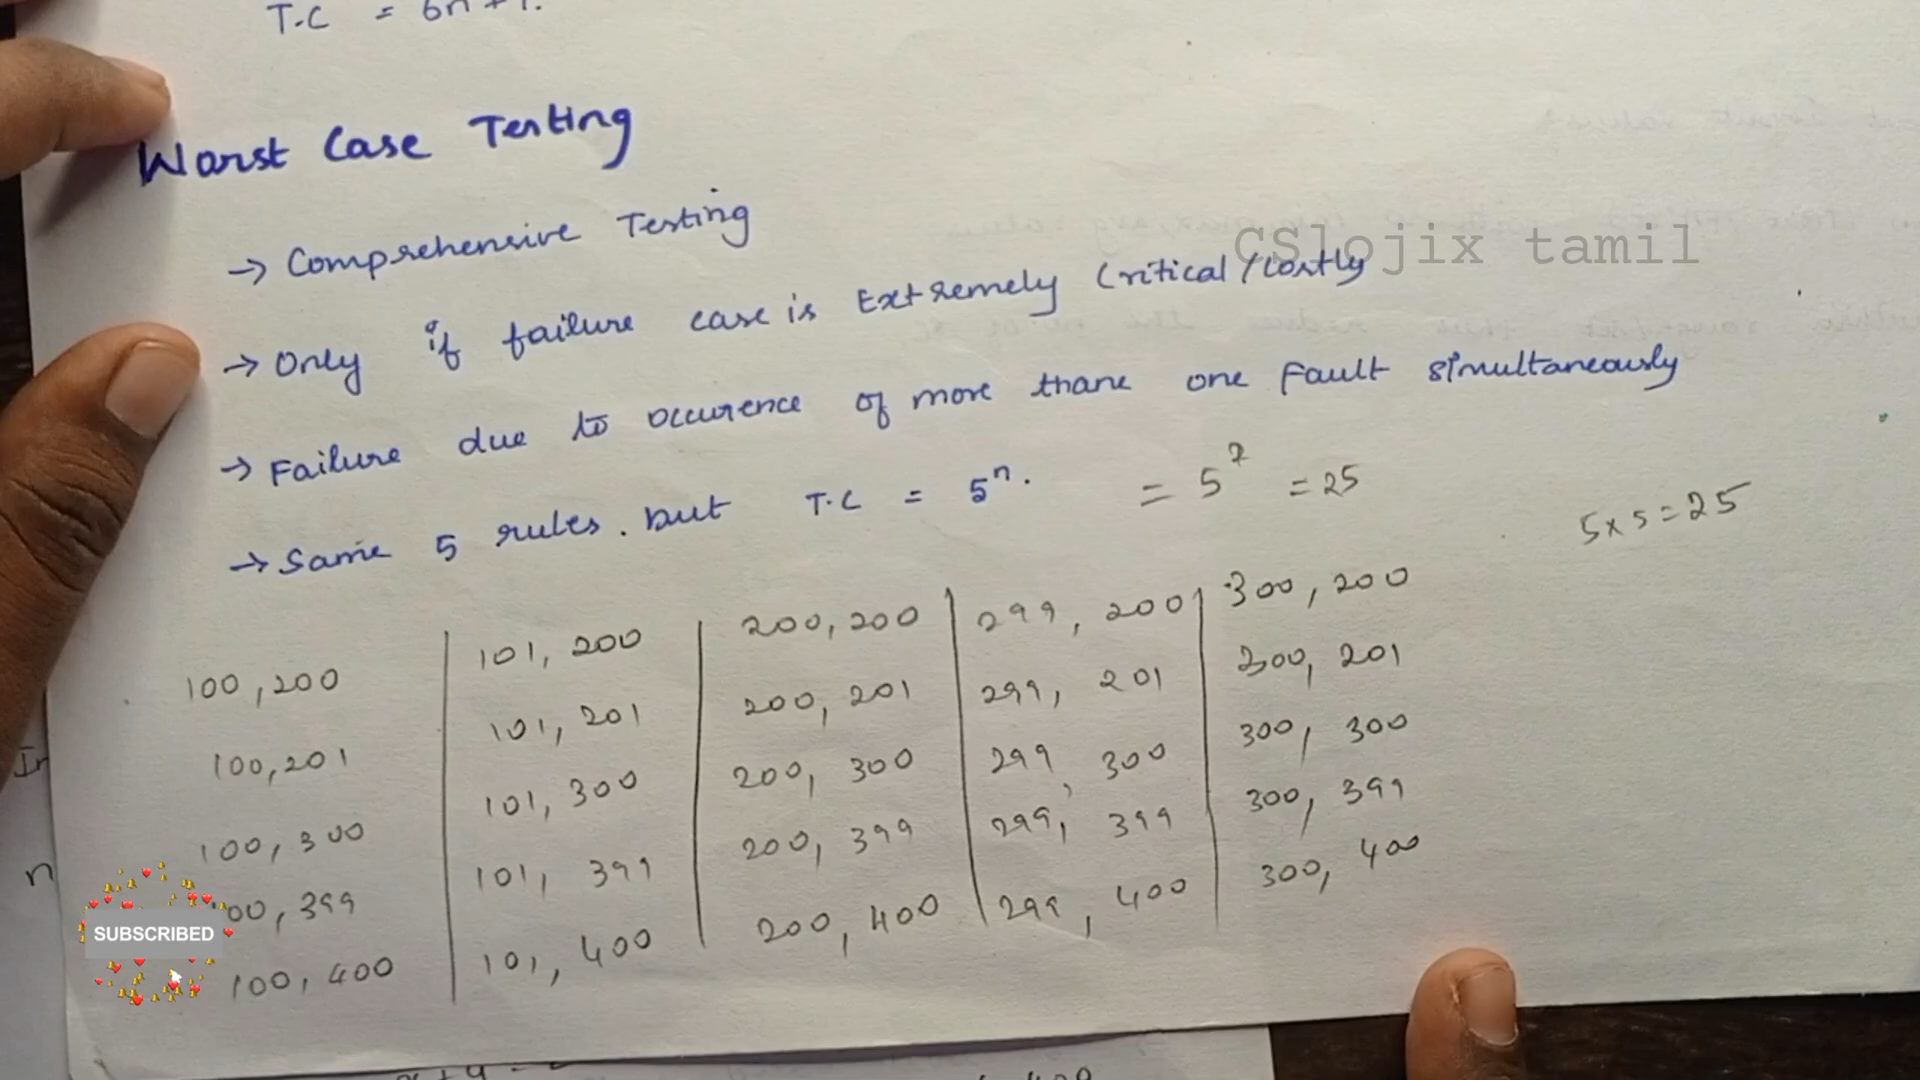 T.C = 6n+1.
Worst Case Testing
CSlojix tamil
→ Comprehensive Testing
→ Only if failure case is Extremely Critical/Costly
→ Failure due to occurence of more thane one Fault simultaneously
→ Same 5 rules. but T.C = 5ⁿ. = 5² = 25
5x5=25
100,200 | 101, 200 | 200,200 | 299, 200 | 300, 200
100,201 | 101, 201 | 200, 201 | 299, 201 | 300, 201
100, 300 | 101, 300 | 200, 300 | 299, 300 | 300, 300
100, 399 | 101, 399 | 200, 399 | 299, 399 | 300, 399
100, 400 | 101, 400 | 200, 400 | 299, 400 | 300, 400
SUBSCRIBED